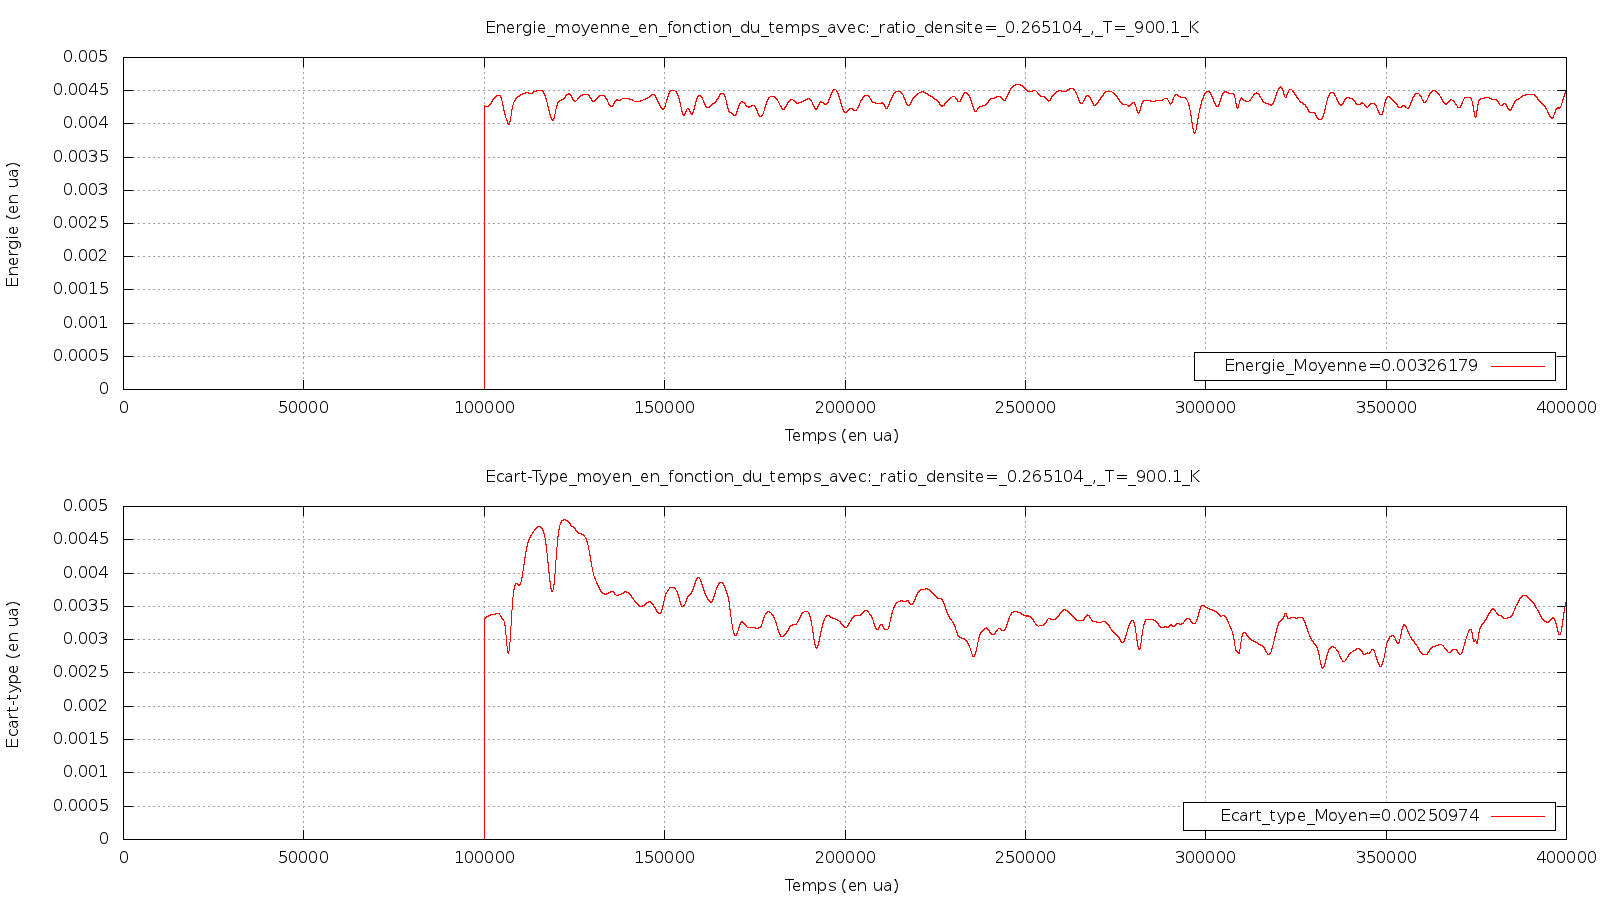 Energie_moyenne_en_fonction_du_temps_avec:_ratio_densite=_0.265104_,_T=_900.1_K
0.005
0.0045
0.004
0.0035
0.003
0.0025
0.002
0.0015
0.001
0.0005
0
Energie (en ua)
Energie_Moyenne=0.00326179
0 50000 100000 150000 200000 250000 300000 350000 400000
Temps (en ua)
Ecart-Type_moyen_en_fonction_du_temps_avec:_ratio_densite=_0.265104_,_T=_900.1_K
0.005
0.0045
0.004
0.0035
0.003
0.0025
0.002
0.0015
0.001
0.0005
0
Ecart-type (en ua)
Ecart_type_Moyen=0.00250974
0 50000 100000 150000 200000 250000 300000 350000 400000
Temps (en ua)